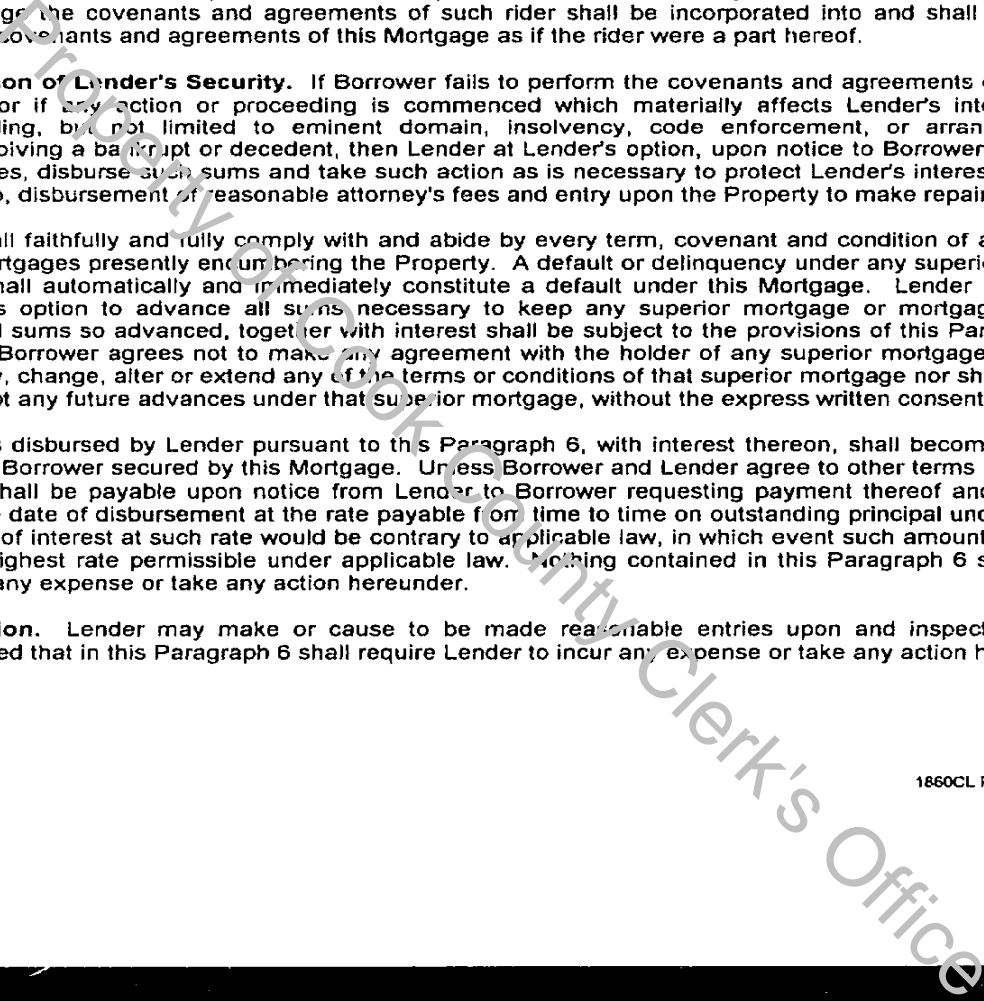 ge the covenants and agreements of such rider shall be incorporated into and shall
covenants and agreements of this Mortgage as if the rider were a part hereof.
on of Lender's Security. If Borrower fails to perform the covenants and agreements
or if any action or proceeding is commenced which materially affects Lender's int
ling, but not limited to eminent domain, insolvency, code enforcement, or arran
olving a bankrupt or decedent, then Lender at Lender's option, upon notice to Borrower
es, disburse such sums and take such action as is necessary to protect Lender's interes
o, disbursement of reasonable attorney's fees and entry upon the Property to make repair
ll faithfully and fully comply with and abide by every term, covenant and condition of a
rtgages presently encumbering the Property. A default or delinquency under any superi
hall automatically and immediately constitute a default under this Mortgage. Lender
s option to advance all sums necessary to keep any superior mortgage or mortgag
l sums so advanced, together with interest shall be subject to the provisions of this Par
Borrower agrees not to make any agreement with the holder of any superior mortgage
, change, alter or extend any of the terms or conditions of that superior mortgage nor sh
t any future advances under that superior mortgage, without the express written consent
s disbursed by Lender pursuant to this Paragraph 6, with interest thereon, shall becom
Borrower secured by this Mortgage. Unless Borrower and Lender agree to other terms
hall be payable upon notice from Lender to Borrower requesting payment thereof and
date of disbursement at the rate payable from time to time on outstanding principal und
of interest at such rate would be contrary to applicable law, in which event such amount
ighest rate permissible under applicable law. Nothing contained in this Paragraph 6 s
any expense or take any action hereunder.
ion. Lender may make or cause to be made reasonable entries upon and inspect
ed that in this Paragraph 6 shall require Lender to incur any expense or take any action h
1860CL
Property of Cook County Clerk's Office